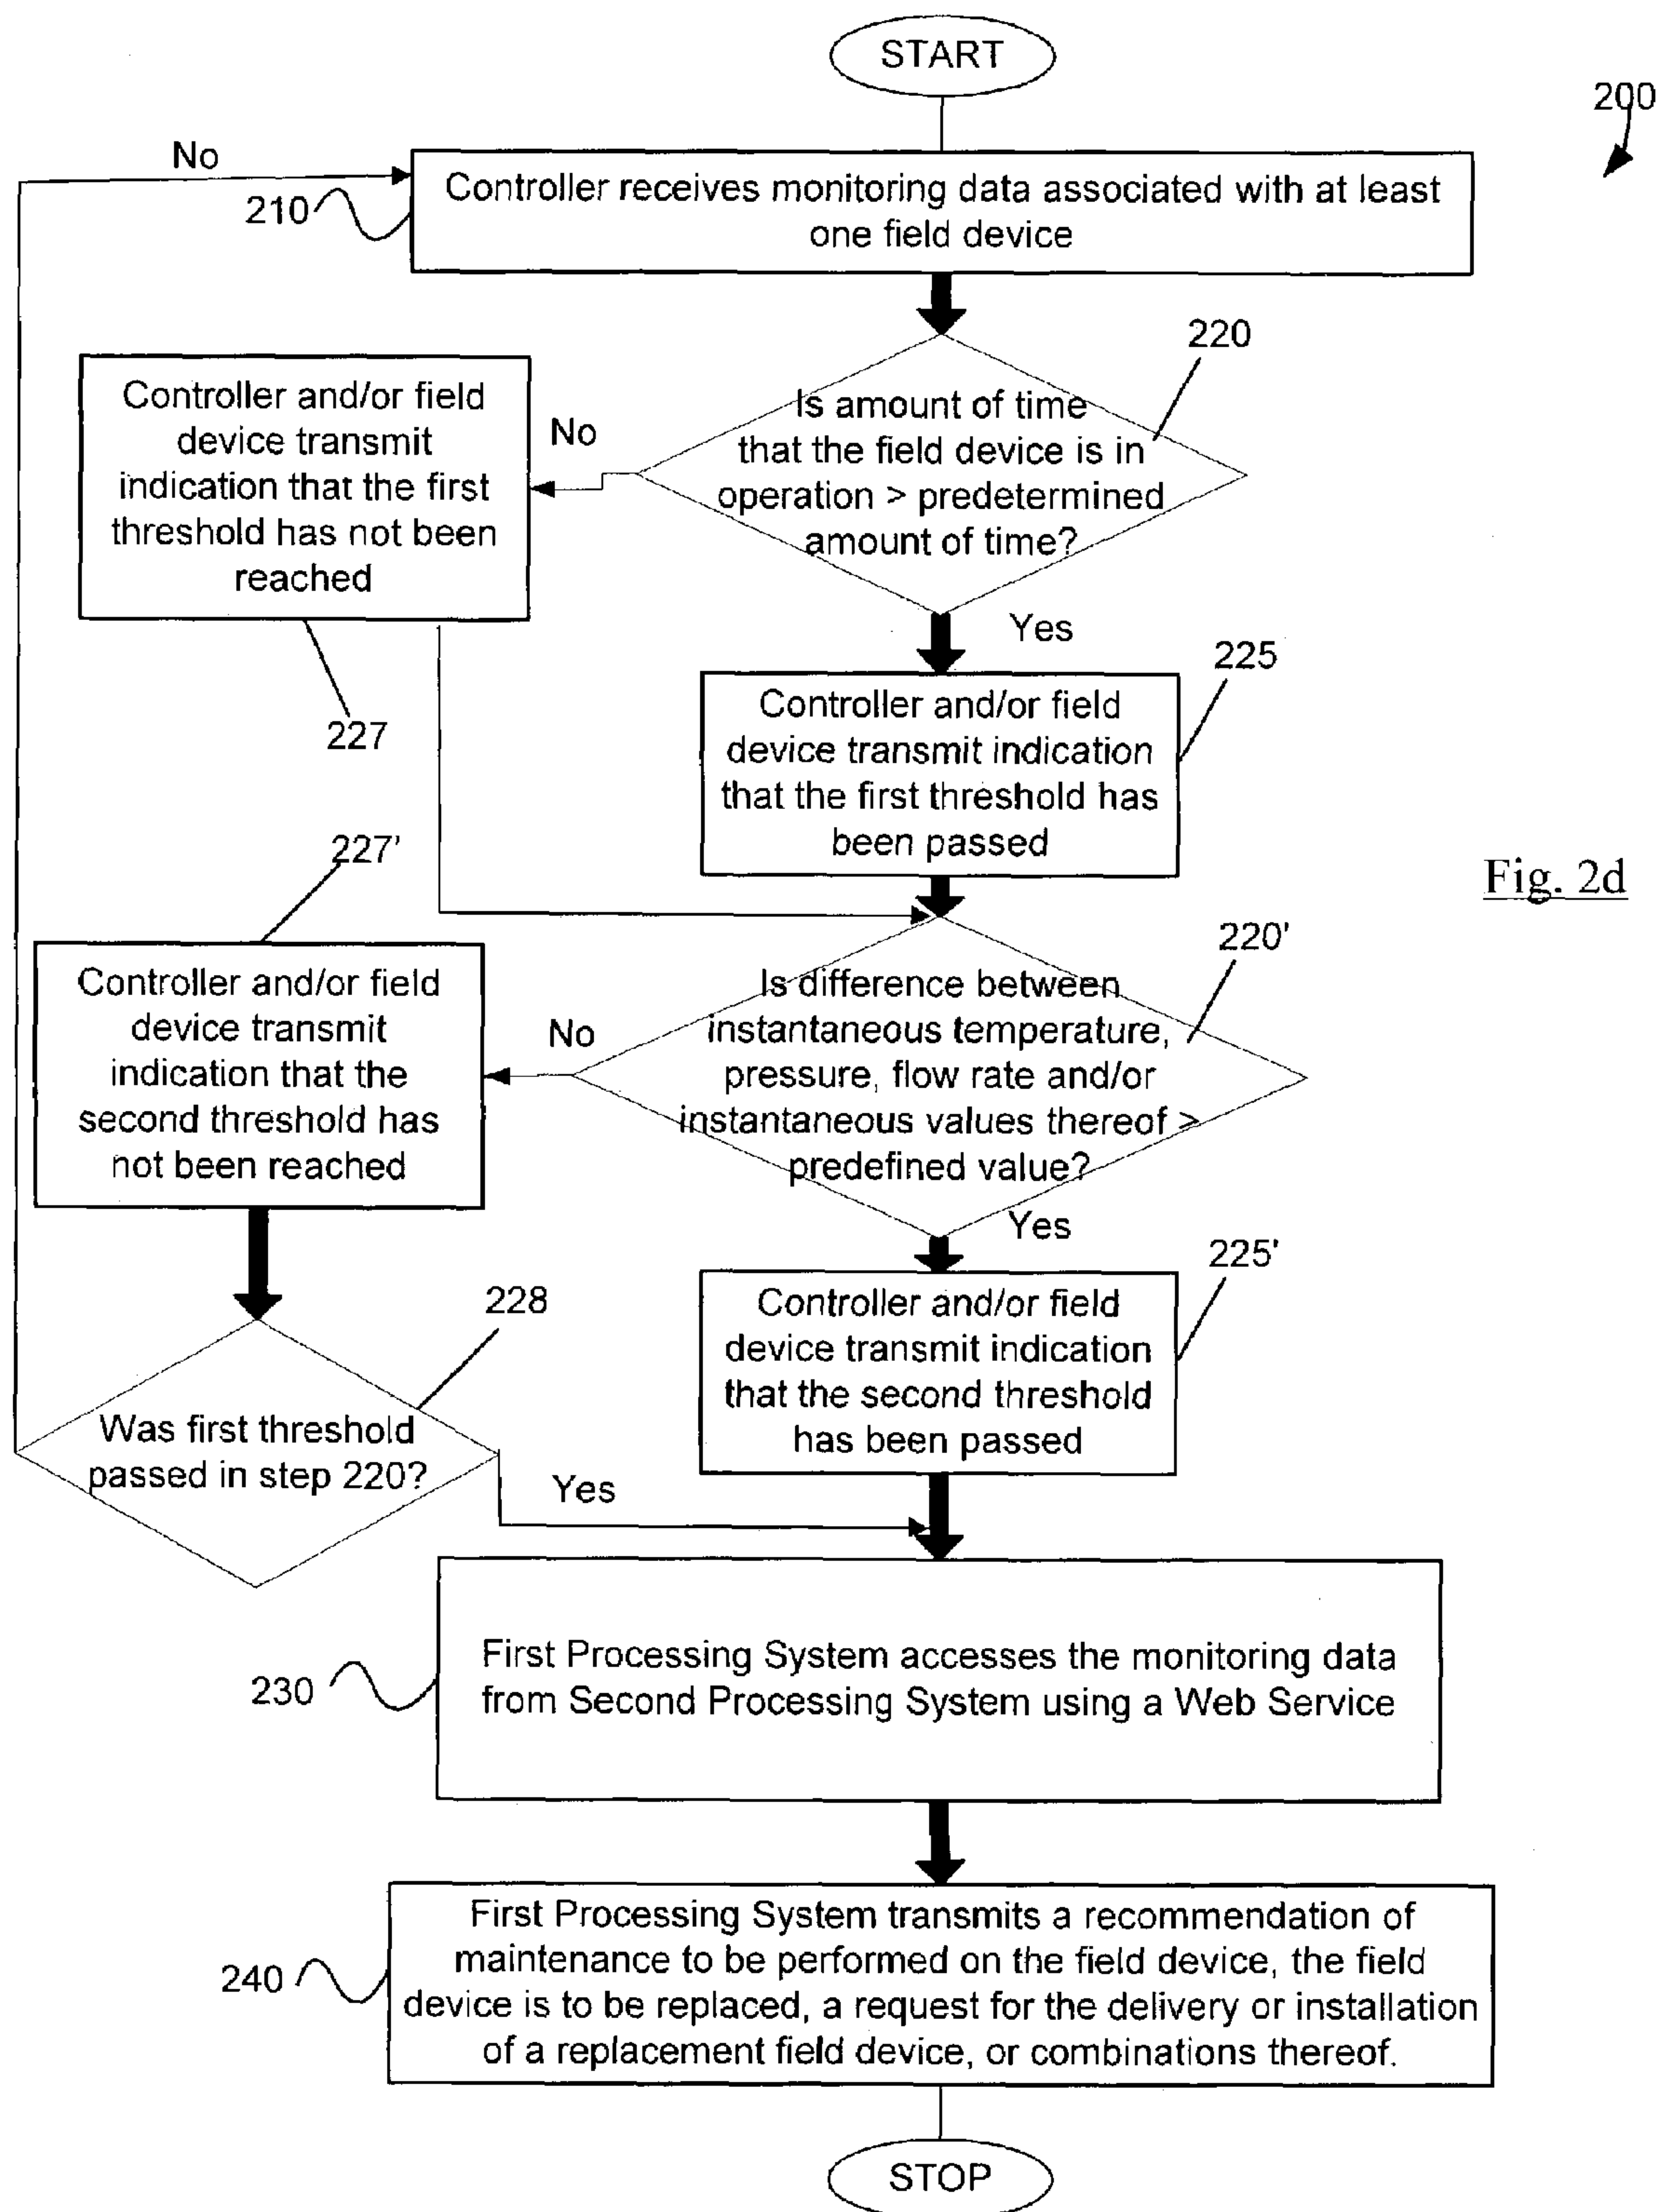 START
200
No
210
Controller receives monitoring data associated with at least
one field device
220
Controller and/or field
device transmit
indication that the first
threshold has not been
reached
No
Is amount of time
that the field device is in
operation > predetermined
amount of time?
Yes
227
225
Controller and/or field
device transmit indication
that the first threshold has
been passed
227'
Fig. 2d
220'
Controller and/or field
device transmit
indication that the
second threshold has
not been reached
No
Is difference between
instantaneous temperature,
pressure, flow rate and/or
instantaneous values thereof >
predefined value?
Yes
225'
228
Controller and/or field
device transmit indication
that the second threshold
has been passed
Was first threshold
passed in step 220?
Yes
230
First Processing System accesses the monitoring data
from Second Processing System using a Web Service
240
First Processing System transmits a recommendation of
maintenance to be performed on the field device, the field
device is to be replaced, a request for the delivery or installation
of a replacement field device, or combinations thereof.
STOP